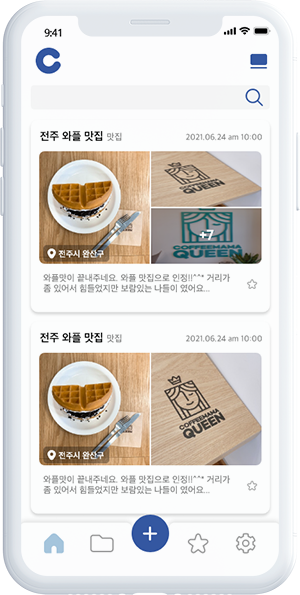 9:41
전주 와플 맛집 맛집
2021.06.24 am 10:00
COFFEEMAMA
QUEEN
+7
COFFEEMAMA
QUEEN
전주시 완산구
와플맛이 끝내주네요. 와플 맛집으로 인정!!^^* 거리가
좀 있어서 힘들었지만 보람있는 나들이 였어요...
전주 와플 맛집 맛집
2021.06.24 am 10:00
COFFEEMAMA
QUEEN
전주시 완산구
와플맛이 끝내주네요. 와플 맛집으로 인정!!^^* 거리가
좀 있어서 힘들었지만 보람있는 나들이 였어요...